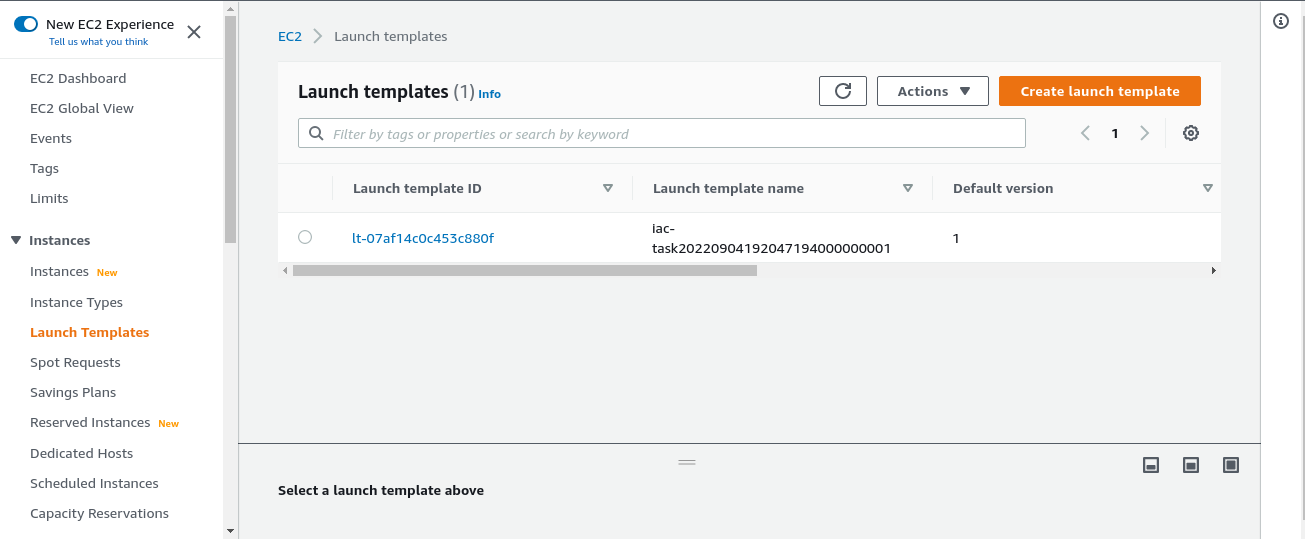 New EC2 Experience
Tell us what you think
EC2 Dashboard
EC2 Global View
Events
Tags
Limits
Instances
Instances New
Instance Types
Launch Templates
Spot Requests
Savings Plans
Reserved Instances New
Dedicated Hosts
Scheduled Instances
Capacity Reservations
EC2 Launch templates
Launch templates (1) Info
Actions
Create launch template
Filter by tags or properties or search by keyword
1
Launch template ID Launch template name Default version
lt-07af14c0c453c880f iac- 1
task20220904192047194000000001
Select a launch template above